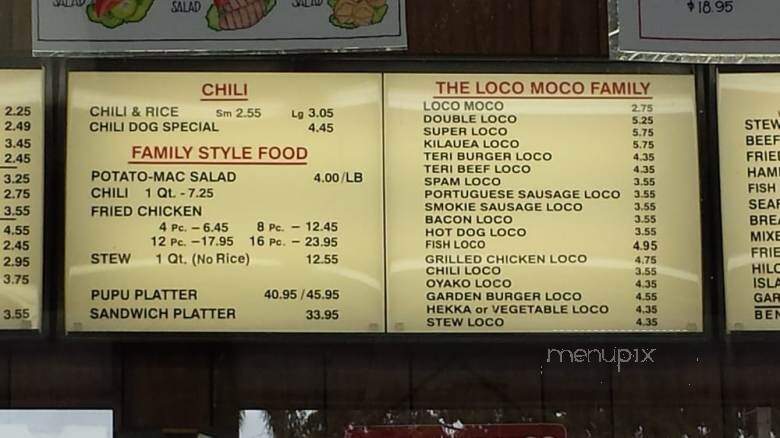 SALAD SALAD SALAD
$18.95
2.25
2.49
3.45
2.45
3.25
2.75
3.55
4.55
2.45
2.95
3.75
3.55
CHILI
CHILI & RICE Sm 2.55 Lg 3.05
CHILI DOG SPECIAL 4.45
FAMILY STYLE FOOD
POTATO-MAC SALAD 4.00/LB
CHILI 1 Qt. - 7.25
FRIED CHICKEN
4 Pc. – 6.45 8 Pc. – 12.45
12 Pc. –17.95 16 Pc. – 23.95
STEW 1 Qt. (No Rice) 12.55
PUPU PLATTER 40.95 / 45.95
SANDWICH PLATTER 33.95
THE LOCO MOCO FAMILY
LOCO MOCO 2.75
DOUBLE LOCO 5.25
SUPER LOCO 5.75
KILAUEA LOCO 5.75
TERI BURGER LOCO 4.35
TERI BEEF LOCO 4.35
SPAM LOCO 3.55
PORTUGUESE SAUSAGE LOCO 3.55
SMOKIE SAUSAGE LOCO 3.55
BACON LOCO 3.55
HOT DOG LOCO 3.55
FISH LOCO 4.95
GRILLED CHICKEN LOCO 4.75
CHILI LOCO 3.55
OYAKO LOCO 4.35
GARDEN BURGER LOCO 4.55
HEKKA or VEGETABLE LOCO 4.35
STEW LOCO 4.35
STEW
BEEF
FRIE
HAM
FISH
SEAF
BRE
MIXE
FRIE
HILO
ISLA
GAR
BEN
menupix